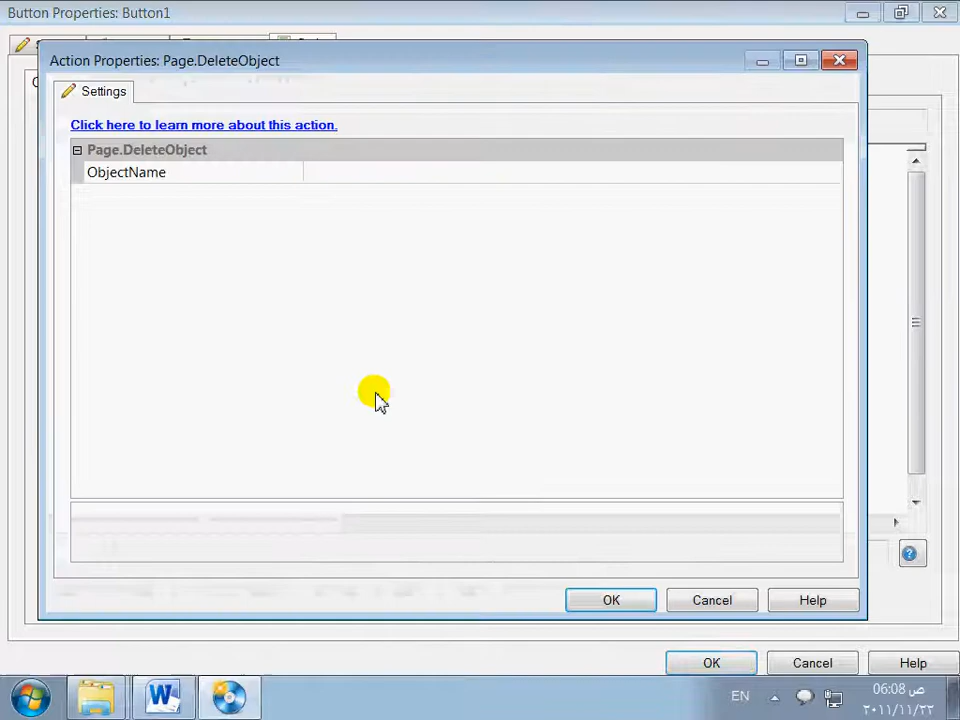 Button Properties: Button1
Action Properties: Page.DeleteObject
Settings
Click here to learn more about this action.
Page.DeleteObject
ObjectName
OK
Cancel
Help
OK
Cancel
Help
EN
06:08 ص
٢٠١١/١١/٢٢